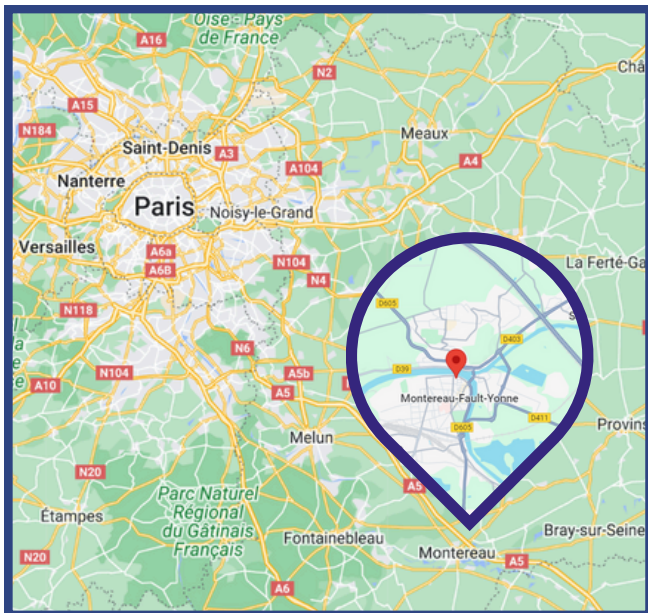 Oise - Pays
de France
A16
N2
Châ
A15
N184
Saint-Denis
A3
Meaux
A104
A4
Nanterre
Paris
Noisy-le-Grand
Versailles
A6a
A6B
N104
N4
La Ferté-Ga
N118
D605
S
N6
D403
D39
A10
N104
A5b
A5
Montereau-Fault-Yonne
D411
Provins
D605
Melun
N20
A5
Parc Naturel
Régional
du Gâtinais
Français
Étampes
Fontainebleau
Bray-sur-Seine
Montereau
N20
A5
A6